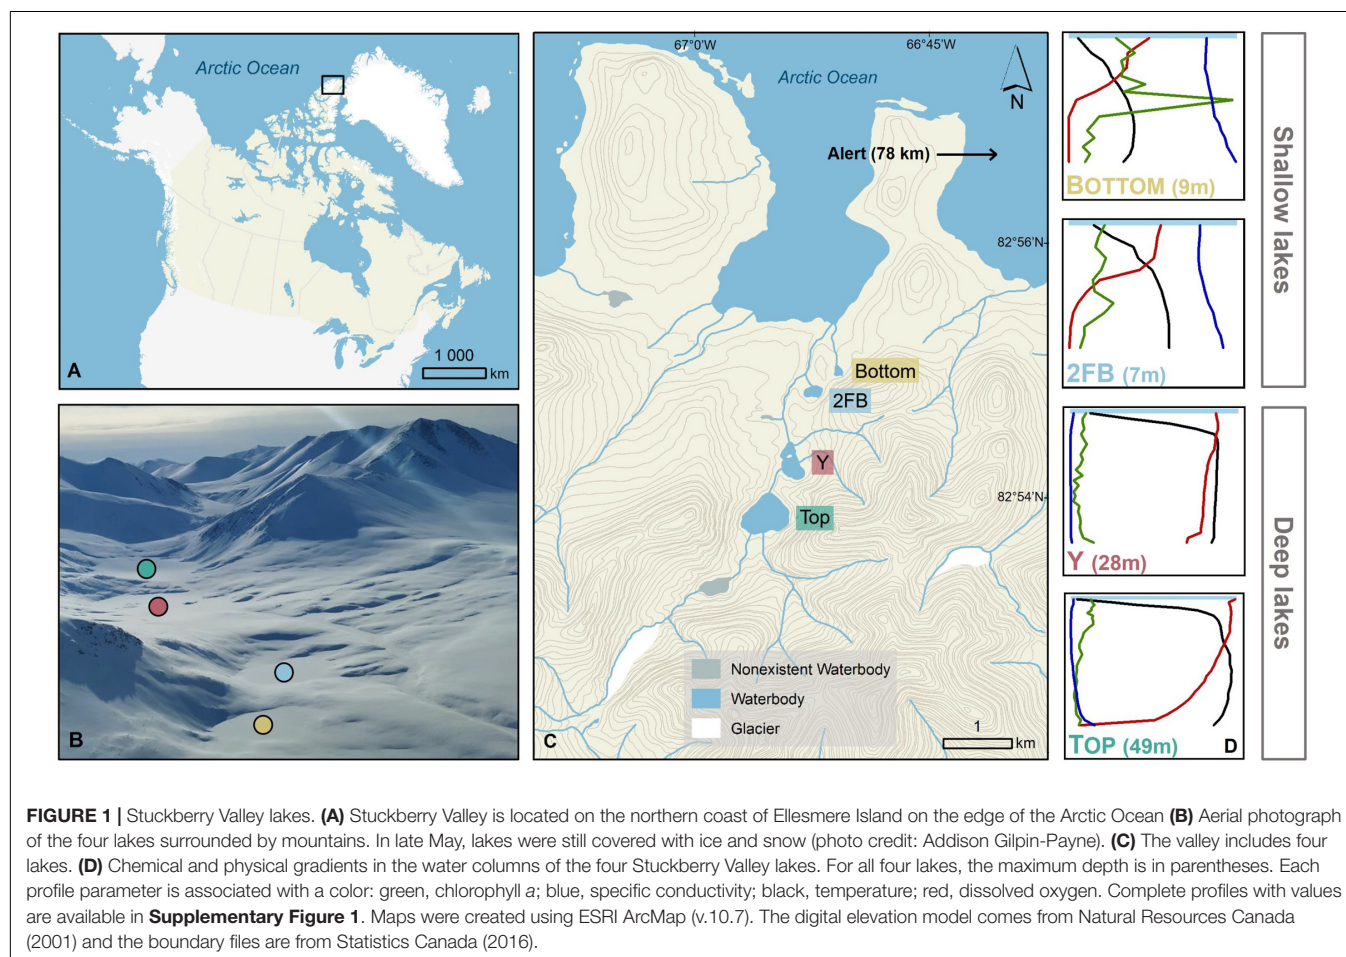 Arctic Ocean
1 000
km
A
B
67°0'W
66°45'W
Arctic Ocean
N
Alert (78 km)
82°56'N
Bottom
2FB
Y
82°54'N
Top
Nonexistent Waterbody
Waterbody
Glacier
1
km
C
BOTTOM (9m)
2FB (7m)
Y (28m)
TOP (49m)
D
Shallow lakes
Deep lakes
FIGURE 1 | Stuckberry Valley lakes. (A) Stuckberry Valley is located on the northern coast of Ellesmere Island on the edge of the Arctic Ocean (B) Aerial photograph
of the four lakes surrounded by mountains. In late May, lakes were still covered with ice and snow (photo credit: Addison Gilpin-Payne). (C) The valley includes four
lakes. (D) Chemical and physical gradients in the water columns of the four Stuckberry Valley lakes. For all four lakes, the maximum depth is in parentheses. Each
profile parameter is associated with a color: green, chlorophyll a; blue, specific conductivity; black, temperature; red, dissolved oxygen. Complete profiles with values
are available in Supplementary Figure 1. Maps were created using ESRI ArcMap (v.10.7). The digital elevation model comes from Natural Resources Canada
(2001) and the boundary files are from Statistics Canada (2016).